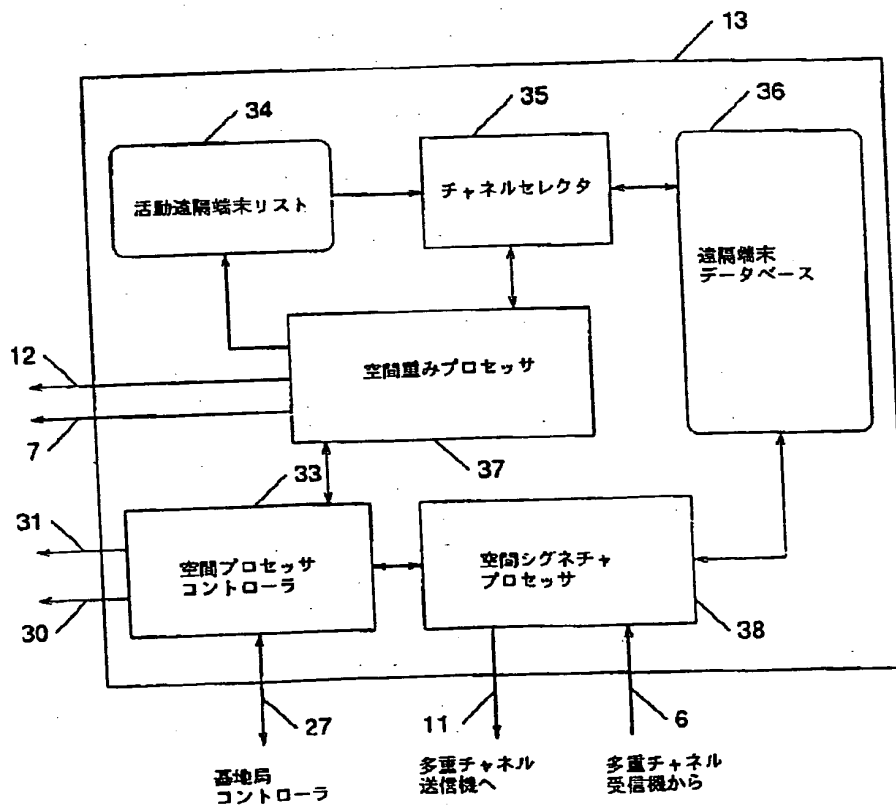 13
34
35
36
活動遠隔端末リスト
チャネルセレクタ
遠隔端末
データベース
12
空間重みプロセッサ
7
33
37
31
空間プロセッサ
コントローラ
空間シグネチャ
プロセッサ
30
38
27
11
6
基地局
コントローラ
多重チャネル
送信機へ
多重チャネル
受信機から